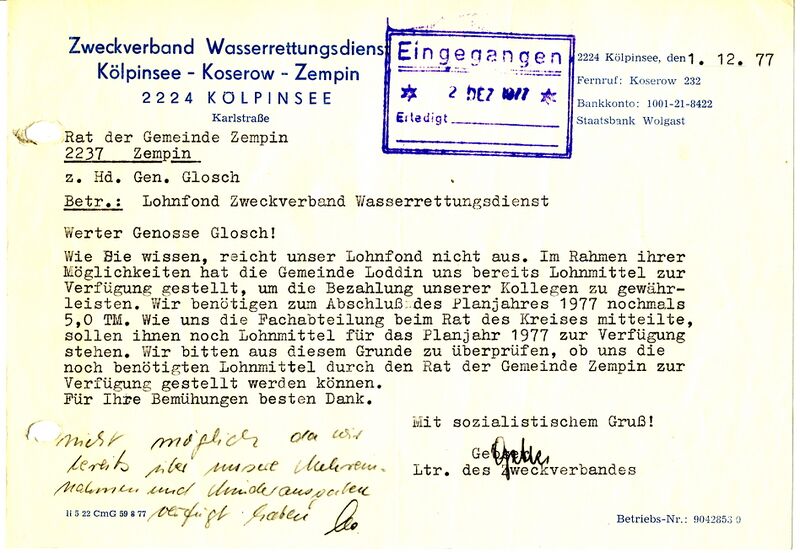 Zweckverband Wasserrettungsdienst
Kölpinsee - Koserow - Zempin
2224 KÖLPINSEE
Karlstraße
Eingegangen
2 DEZ 1977
Erledigt
2224 Kölpinsee, den 1. 12. 77
Fernruf: Koserow 232
Bankkonto: 1001-21-8422
Staatsbank Wolgast
Rat der Gemeinde Zempin
2237 Zempin
z. Hd. Gen. Glosch
Betr.: Lohnfond Zweckverband Wasserrettungsdienst
Werter Genosse Glosch!
Wie Bie wissen, reicht unser Lohnfond nicht aus. Im Rahmen ihrer
Möglichkeiten hat die Gemeinde Loddin uns bereits Lohnmittel zur
Verfügung gestellt, um die Bezahlung unserer Kollegen zu gewähr-
leisten. Wir benötigen zum Abschluß des Planjahres 1977 nochmals
5,0 TM. Wie uns die Fachabteilung beim Rat des Kreises mitteilte,
sollen ihnen noch Lohnmittel für das Planjahr 1977 zur Verfügung
stehen. Wir bitten aus diesem Grunde zu überprüfen, ob uns die
noch benötigten Lohnmittel durch den Rat der Gemeinde Zempin zur
Verfügung gestellt werden können.
Für Ihre Bemühungen besten Dank.
Mit sozialistischem Gruß!
Ltr. des Zweckverbandes
nicht möglich da wir
bereits über unsere Mehrein-
nahmen und Minderausgaben
verfügt haben
II 5 22 CmG 59 8 77
Betriebs-Nr.: 9042853 0